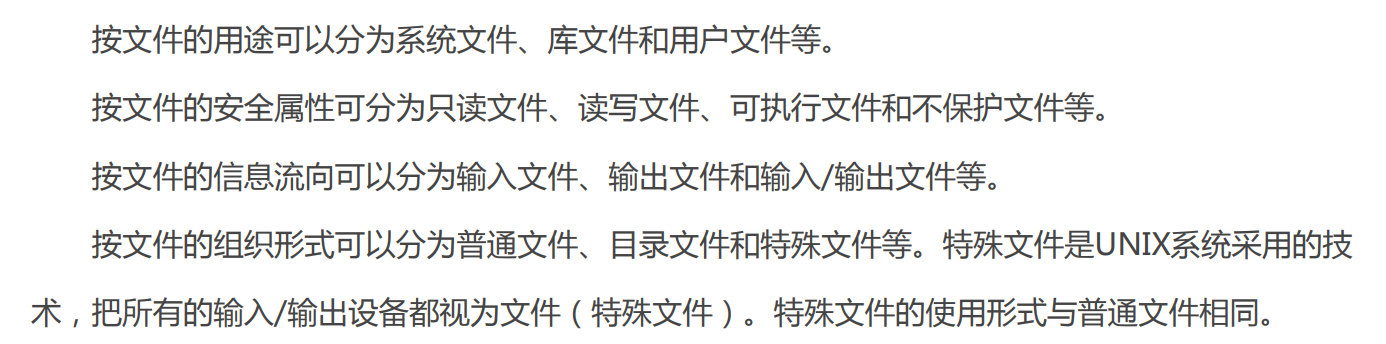 按文件的用途可以分为系统文件、库文件和用户文件等。
按文件的安全属性可分为只读文件、读写文件、可执行文件和不保护文件等。
按文件的信息流向可以分为输入文件、输出文件和输入/输出文件等。
按文件的组织形式可以分为普通文件、目录文件和特殊文件等。特殊文件是UNIX系统采用的技
术，把所有的输入/输出设备都视为文件（特殊文件）。特殊文件的使用形式与普通文件相同。